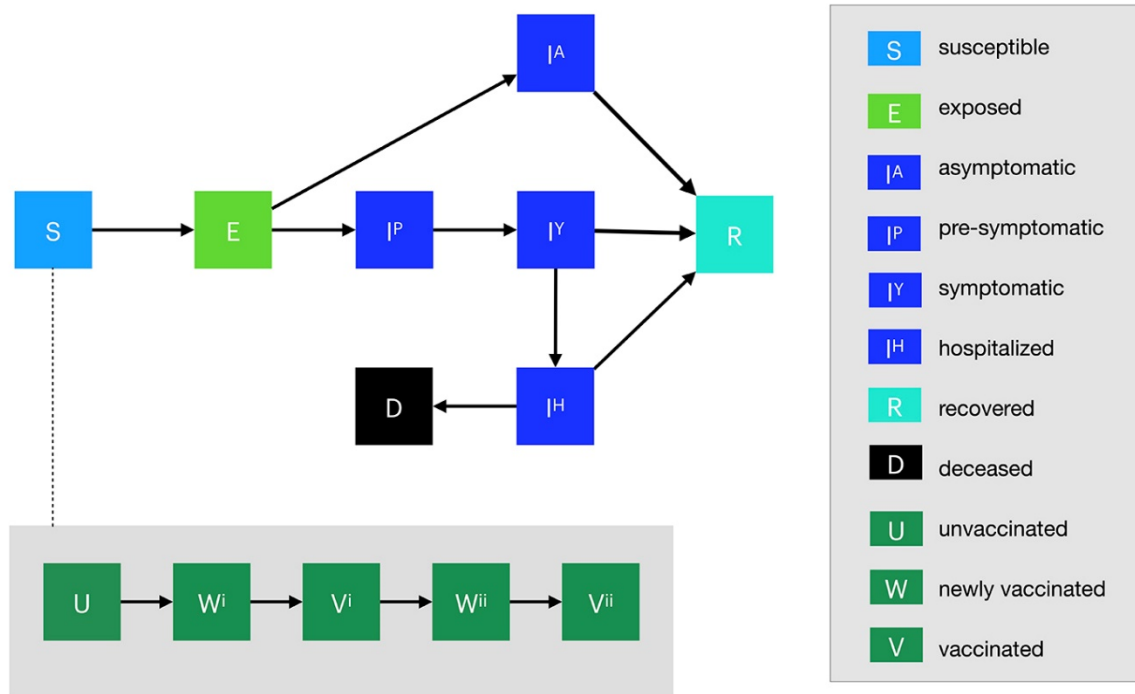 Iᴬ
S
E
Iᴾ
Iʸ
R
D
Iᴴ
U
Wⁱ
Vⁱ
Wⁱⁱ
Vⁱⁱ
S susceptible
E exposed
Iᴬ asymptomatic
Iᴾ pre-symptomatic
Iʸ symptomatic
Iᴴ hospitalized
R recovered
D deceased
U unvaccinated
W newly vaccinated
V vaccinated